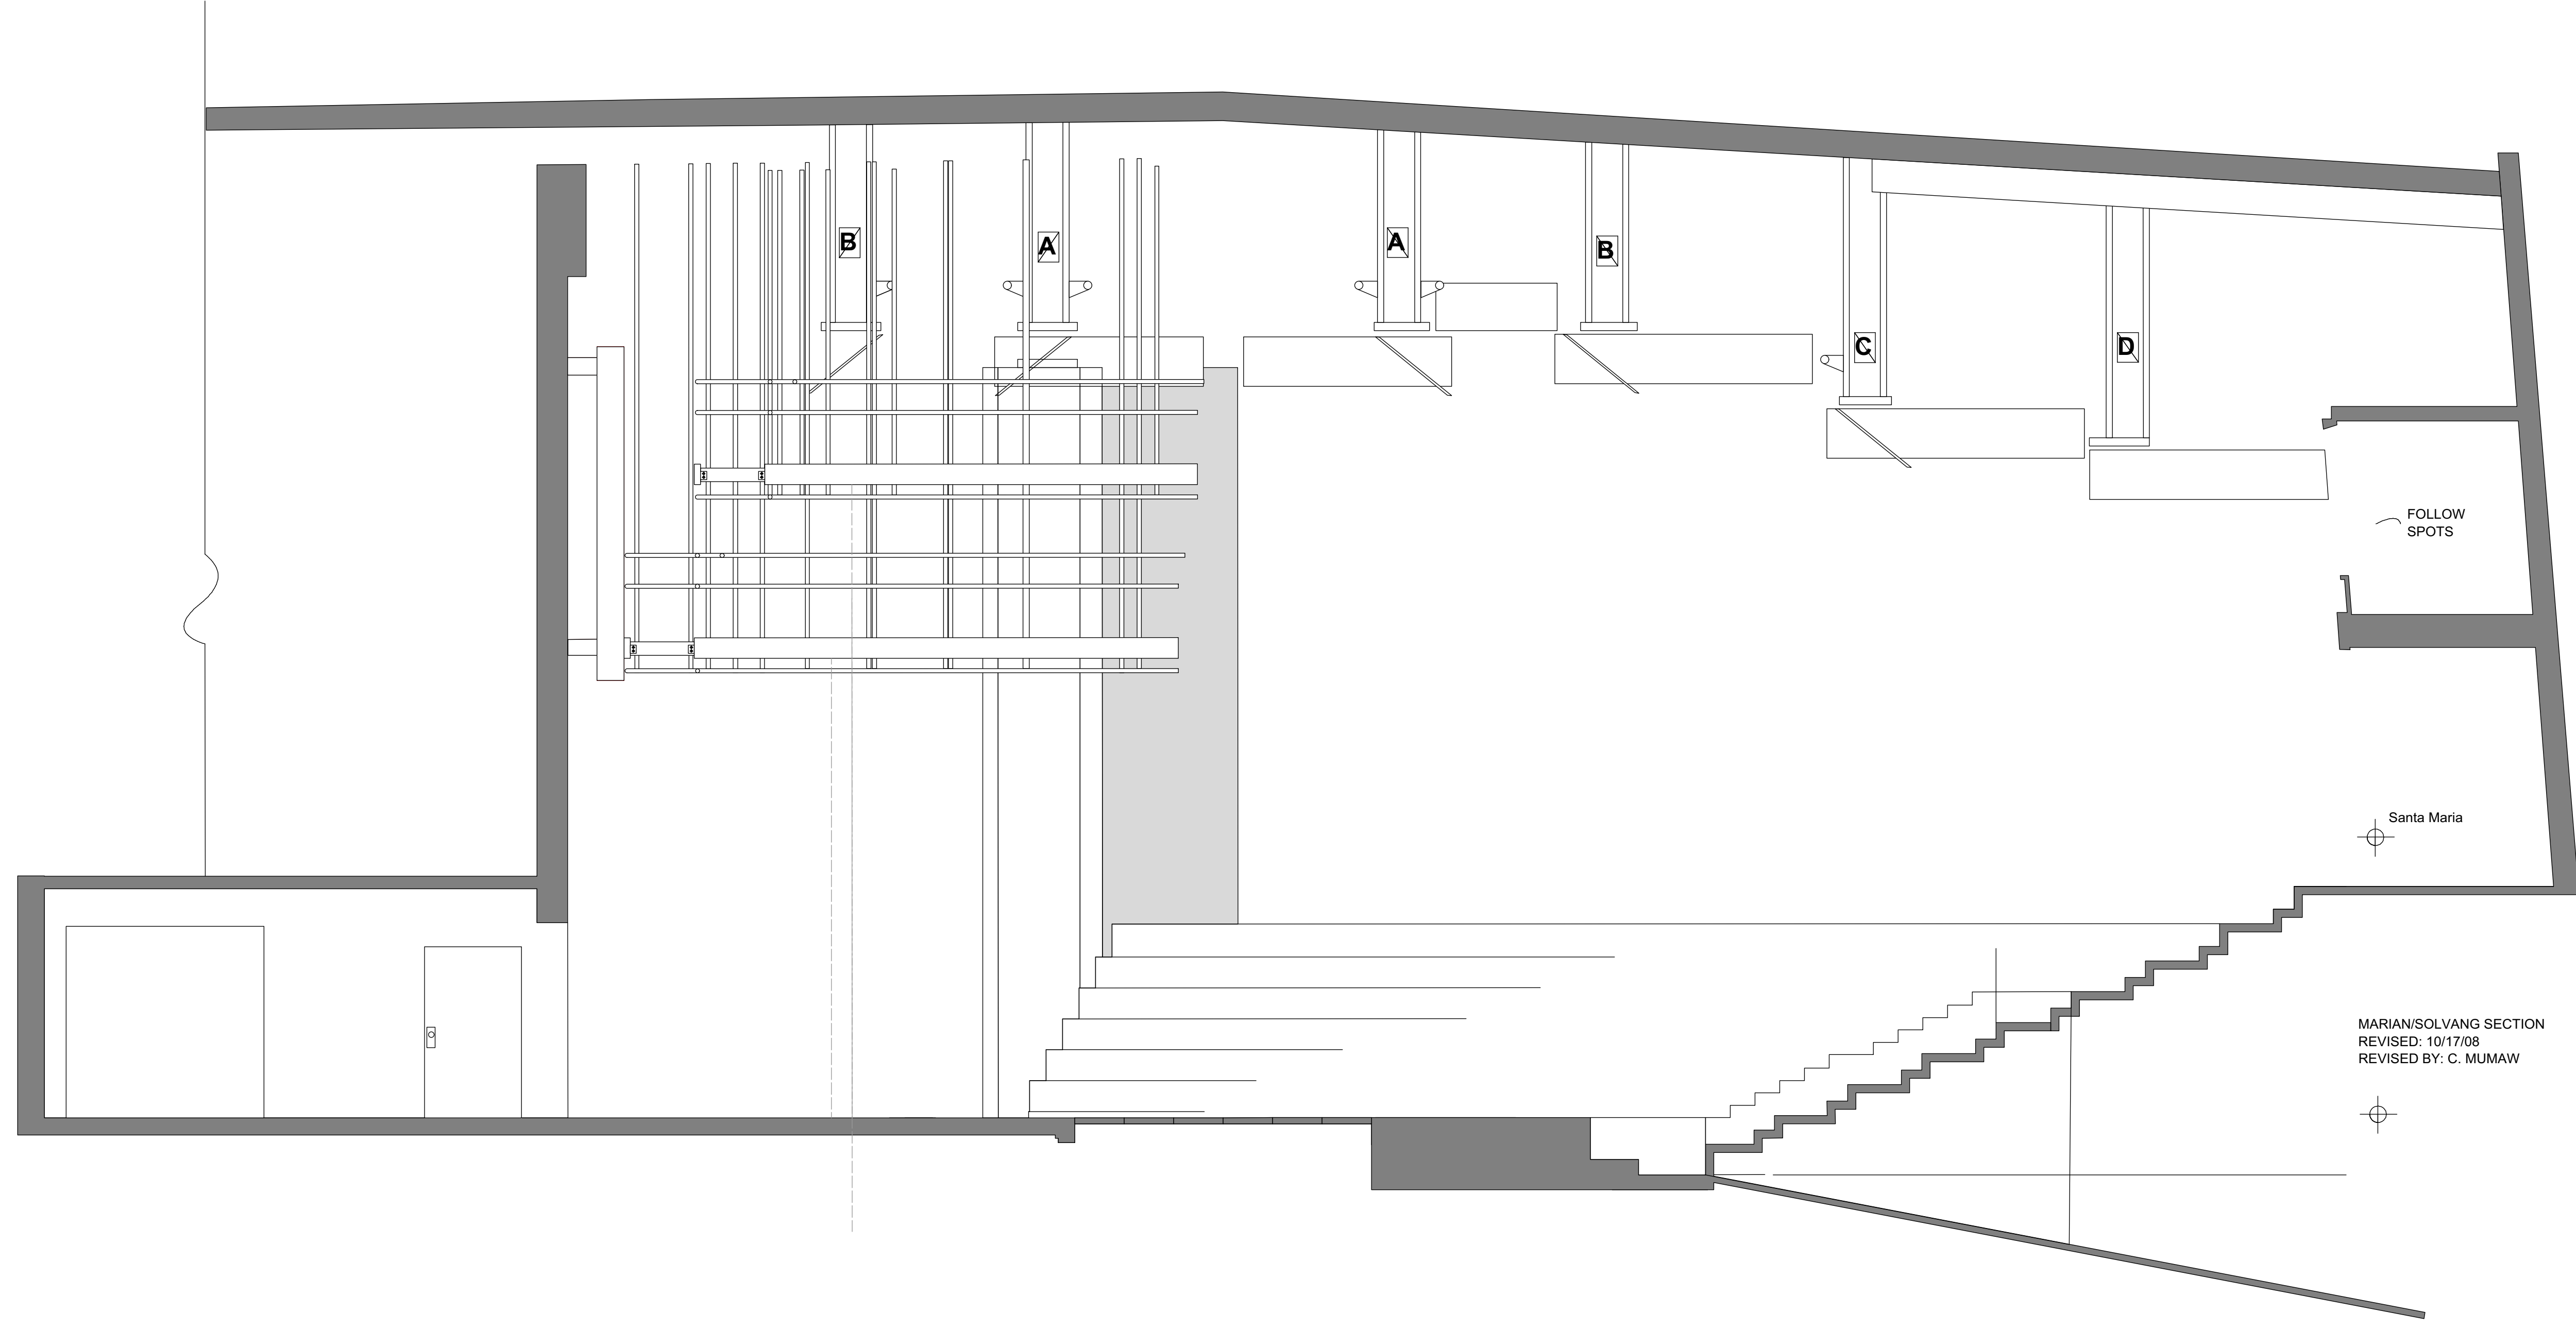 B
A
A
B
C
D
FOLLOW
SPOTS
Santa Maria
MARIAN/SOLVANG SECTION
REVISED: 10/17/08
REVISED BY: C. MUMAW